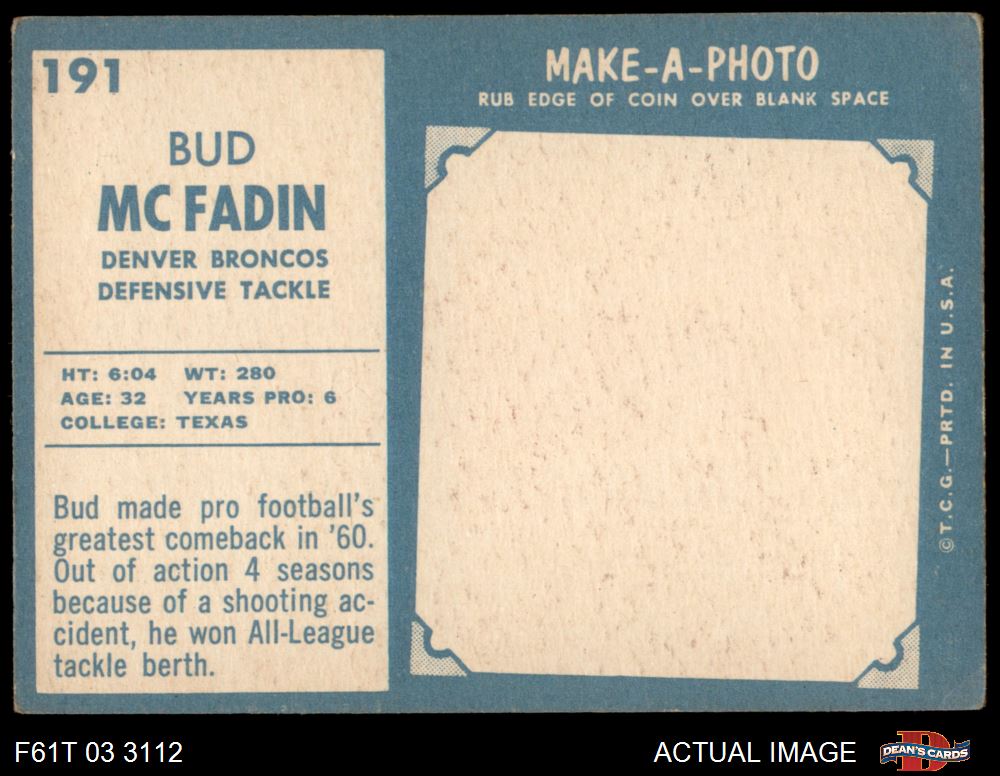 191
BUD
MC FADIN
DENVER BRONCOS
DEFENSIVE TACKLE
HT: 6:04 WT: 280
AGE: 32 YEARS PRO: 6
COLLEGE: TEXAS
Bud made pro football's
greatest comeback in '60.
Out of action 4 seasons
because of a shooting ac-
cident, he won All-League
tackle berth.
MAKE-A-PHOTO
RUB EDGE OF COIN OVER BLANK SPACE
©T.C.G.—PRTD. IN U.S.A.
F61T 03 3112
ACTUAL IMAGE
D
DEAN'S CARDS